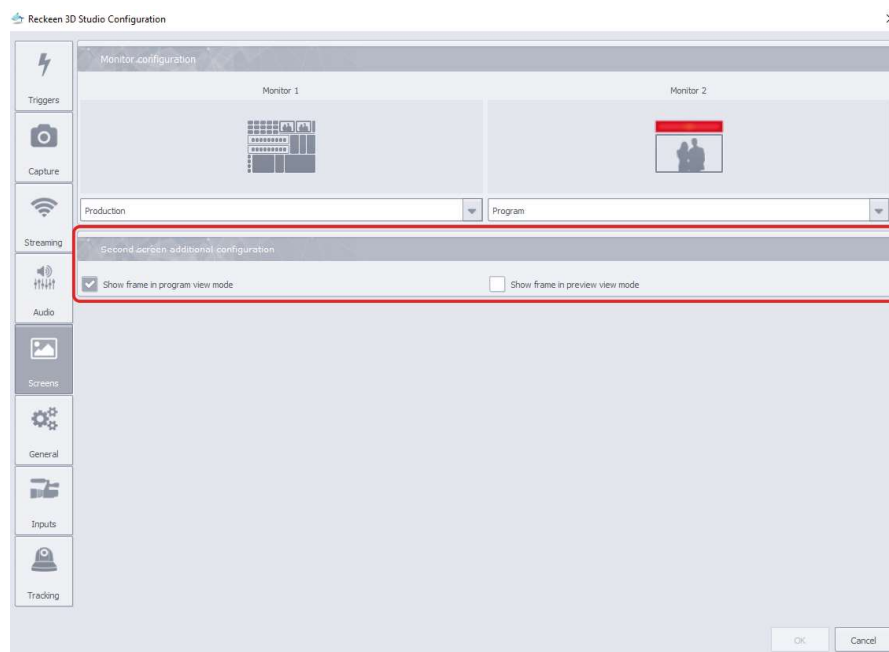 Reckeen 3D Studio Configuration
Triggers
Capture
Streaming
Audio
Screens
General
Inputs
Tracking
Monitor configuration
Monitor 1
Monitor 2
Production
Program
Second screen additional configuration
Show frame in program view mode
Show frame in preview view mode
OK
Cancel